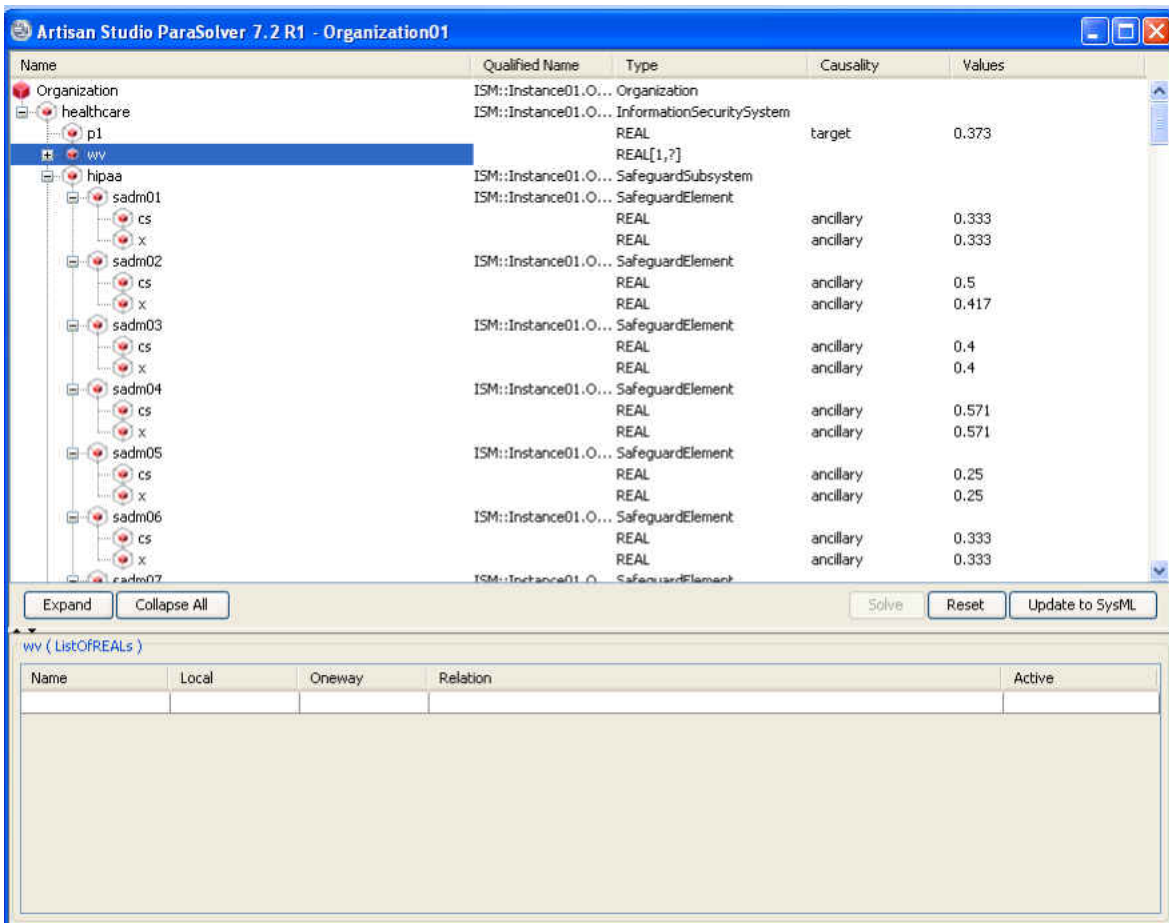 Artisan Studio ParaSolver 7.2 R1 - Organization01
Name Qualified Name Type Causality Values
Organization ISM::Instance01.O... Organization
healthcare ISM::Instance01.O... InformationSecuritySystem
p1 REAL target 0.373
wv REAL[1,?]
hipaa ISM::Instance01.O... SafeguardSubsystem
sadm01 ISM::Instance01.O... SafeguardElement
cs REAL ancillary 0.333
x REAL ancillary 0.333
sadm02 ISM::Instance01.O... SafeguardElement
cs REAL ancillary 0.5
x REAL ancillary 0.417
sadm03 ISM::Instance01.O... SafeguardElement
cs REAL ancillary 0.4
x REAL ancillary 0.4
sadm04 ISM::Instance01.O... SafeguardElement
cs REAL ancillary 0.571
x REAL ancillary 0.571
sadm05 ISM::Instance01.O... SafeguardElement
cs REAL ancillary 0.25
x REAL ancillary 0.25
sadm06 ISM::Instance01.O... SafeguardElement
cs REAL ancillary 0.333
x REAL ancillary 0.333
sadm07 ISM::Instance01.O... SafeguardElement
Expand Collapse All Solve Reset Update to SysML
wv ( ListOfREALs )
Name Local Oneway Relation Active